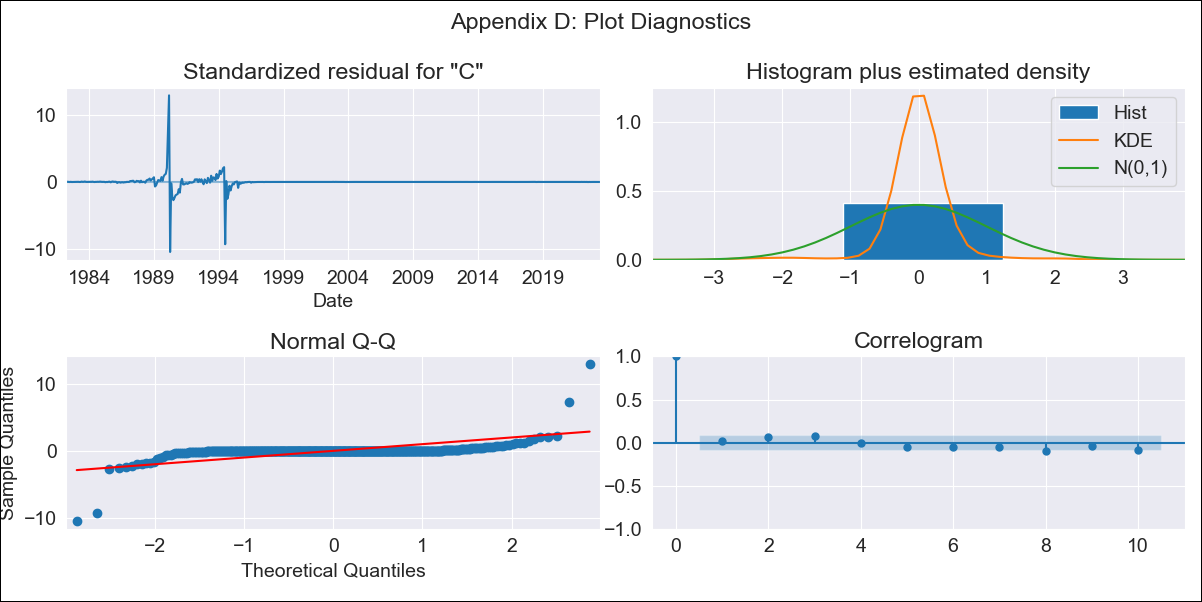 Appendix D: Plot Diagnostics
Standardized residual for "C"
10
0
−10
1984 1989 1994 1999 2004 2009 2014 2019
Date
Histogram plus estimated density
1.0
0.5
0.0
−3 −2 −1 0 1 2 3
Hist
KDE
N(0,1)
Normal Q-Q
Sample Quantiles
10
0
−10
−2 −1 0 1 2
Theoretical Quantiles
Correlogram
1.0
0.5
0.0
−0.5
−1.0
0 2 4 6 8 10